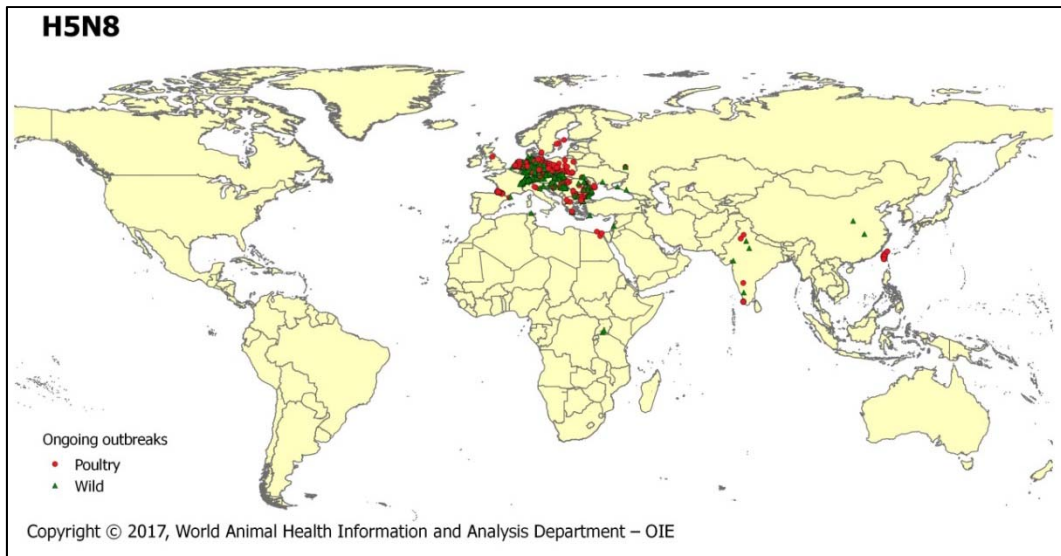 H5N8
Ongoing outbreaks
Poultry
Wild
Copyright © 2017, World Animal Health Information and Analysis Department – OIE